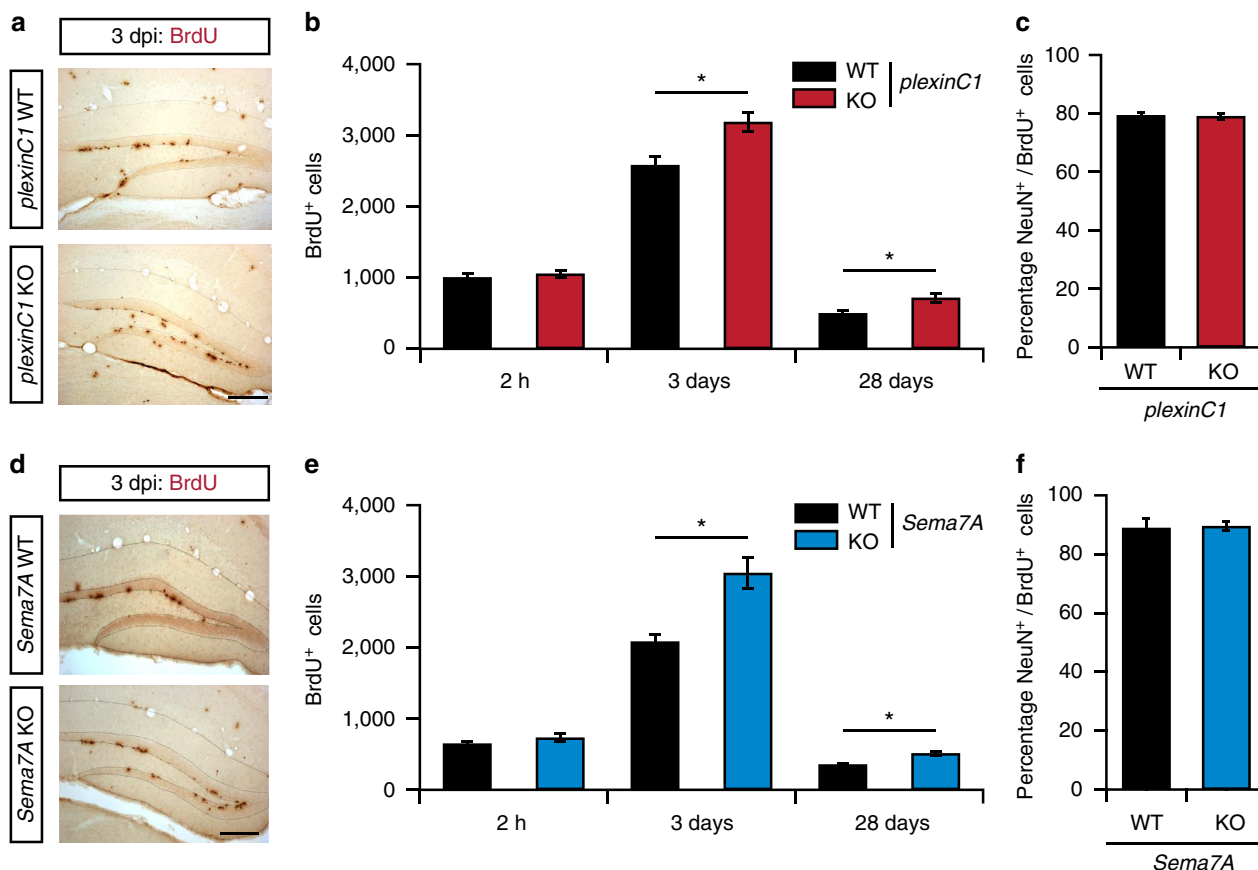 a
3 dpi: BrdU
plexinC1 WT
plexinC1 KO
b
4,000
3,000
2,000
1,000
0
BrdU+ cells
WT
KO
plexinC1
*
*
2 h
3 days
28 days
c
100
80
60
40
20
0
Percentage NeuN+ / BrdU+ cells
WT
KO
plexinC1
d
3 dpi: BrdU
Sema7A WT
Sema7A KO
e
4,000
3,000
2,000
1,000
0
BrdU+ cells
WT
KO
Sema7A
*
*
2 h
3 days
28 days
f
100
80
60
40
20
0
Percentage NeuN+ / BrdU+ cells
WT
KO
Sema7A